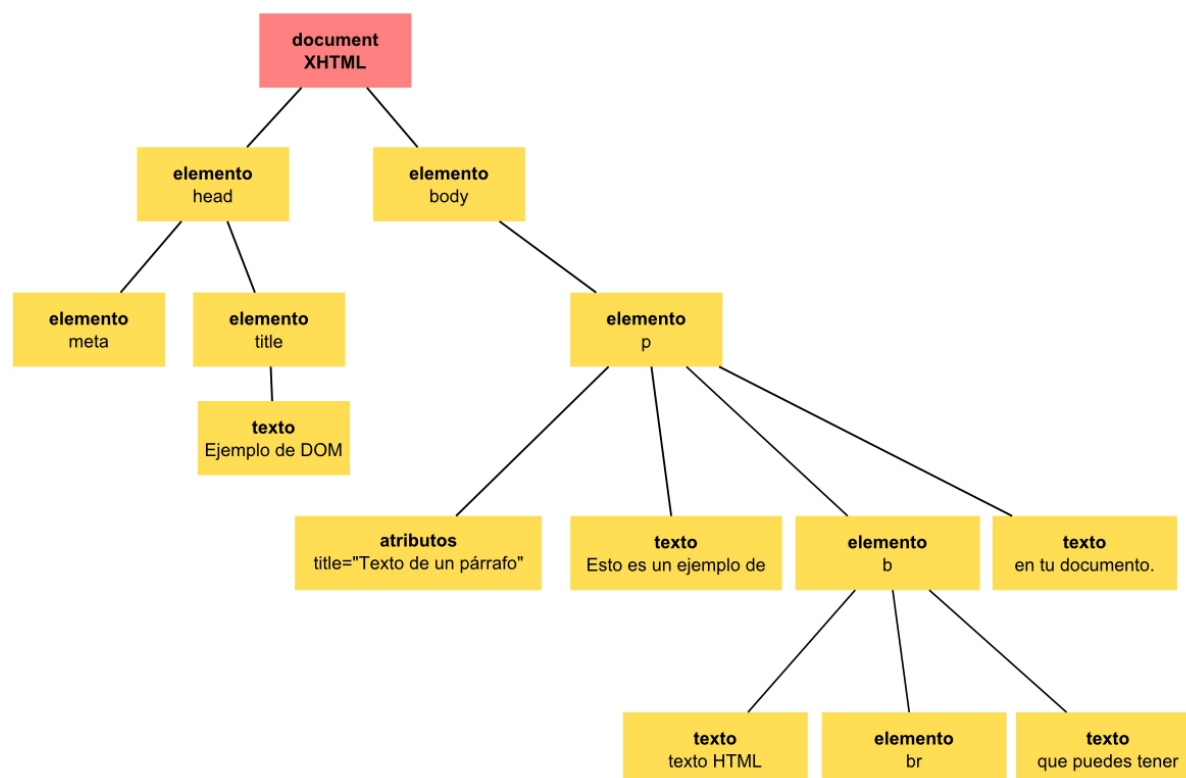 document
XHTML
elemento
head
elemento
body
elemento
meta
elemento
title
elemento
p
texto
Ejemplo de DOM
atributos
title="Texto de un párrafo"
texto
Esto es un ejemplo de
elemento
b
texto
en tu documento.
texto
texto HTML
elemento
br
texto
que puedes tener